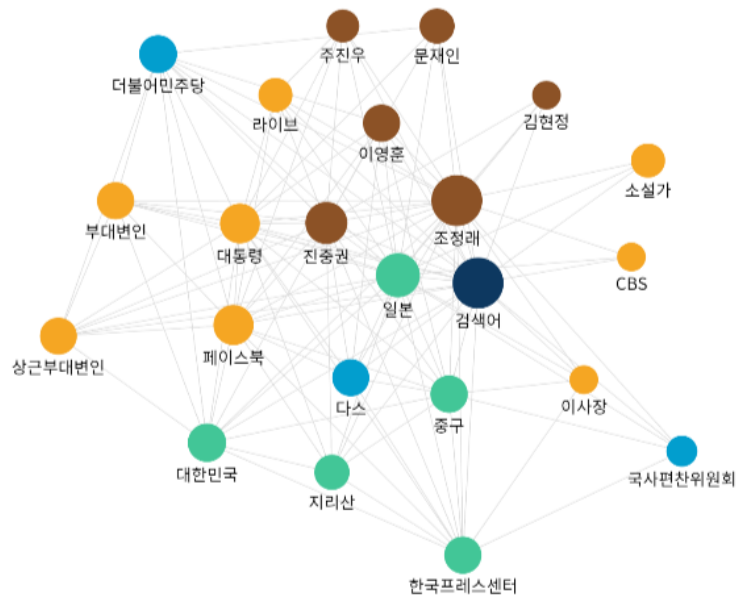 주진우
문재인
더불어민주당
라이브
김현정
이영훈
소설가
부대변인
대통령
진중권
조정래
CBS
일본
검색어
상근부대변인
페이스북
다스
이사장
중구
대한민국
국사편찬위원회
지리산
한국프레스센터